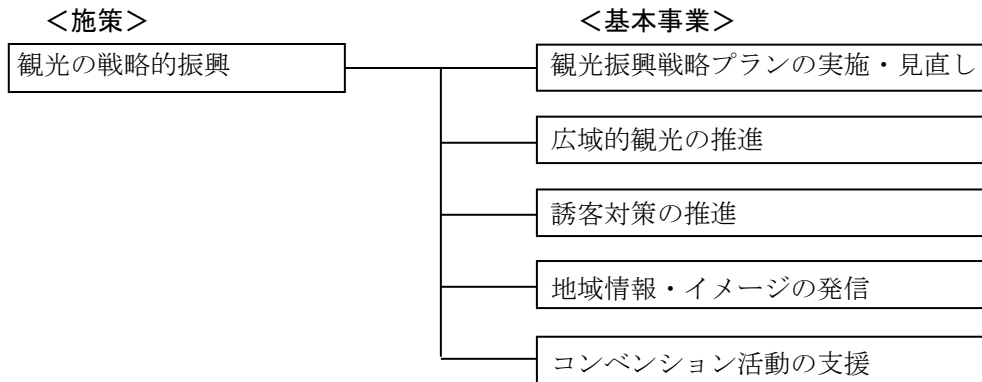 <施策>
<基本事業>
観光の戦略的振興
観光振興戦略プランの実施・見直し
広域的観光の推進
誘客対策の推進
地域情報・イメージの発信
コンベンション活動の支援